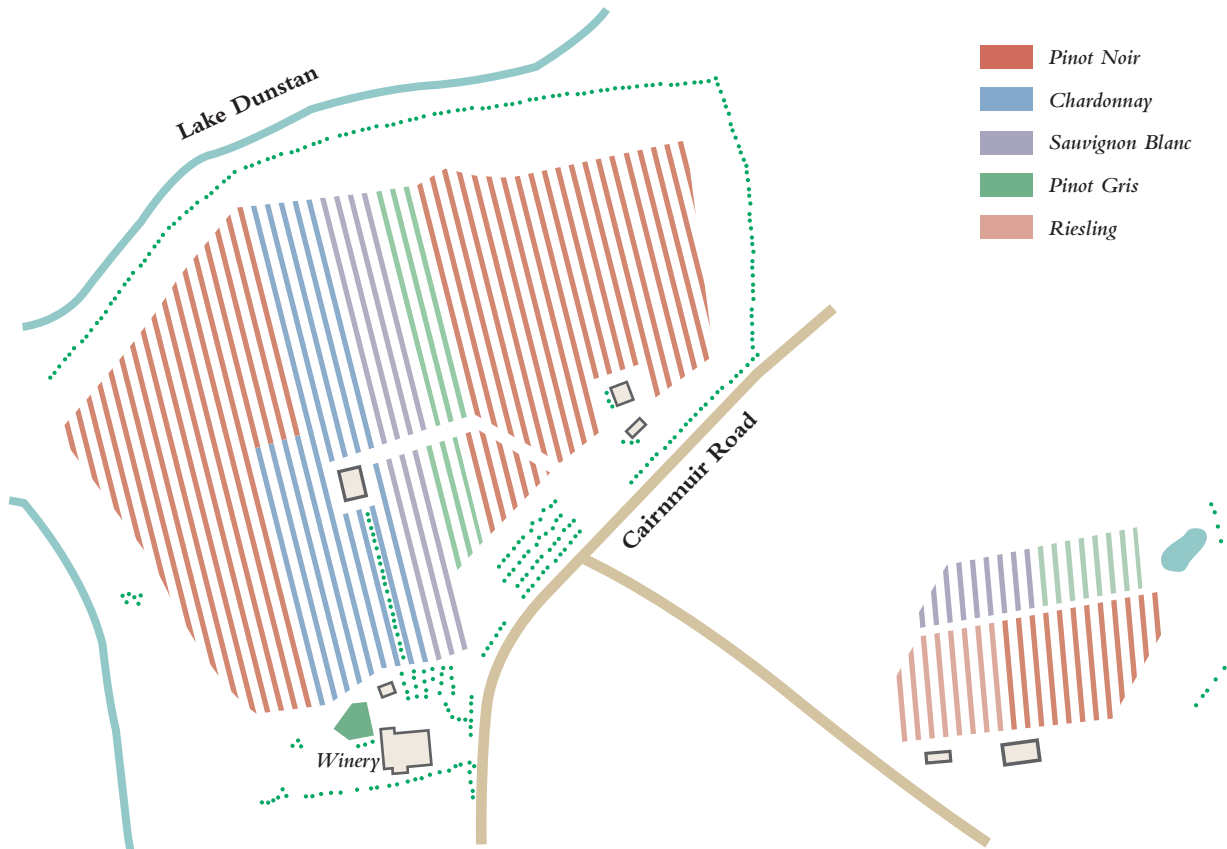 Lake Dunstan
Pinot Noir
Chardonnay
Sauvignon Blanc
Pinot Gris
Riesling
Cairnmuir Road
Winery